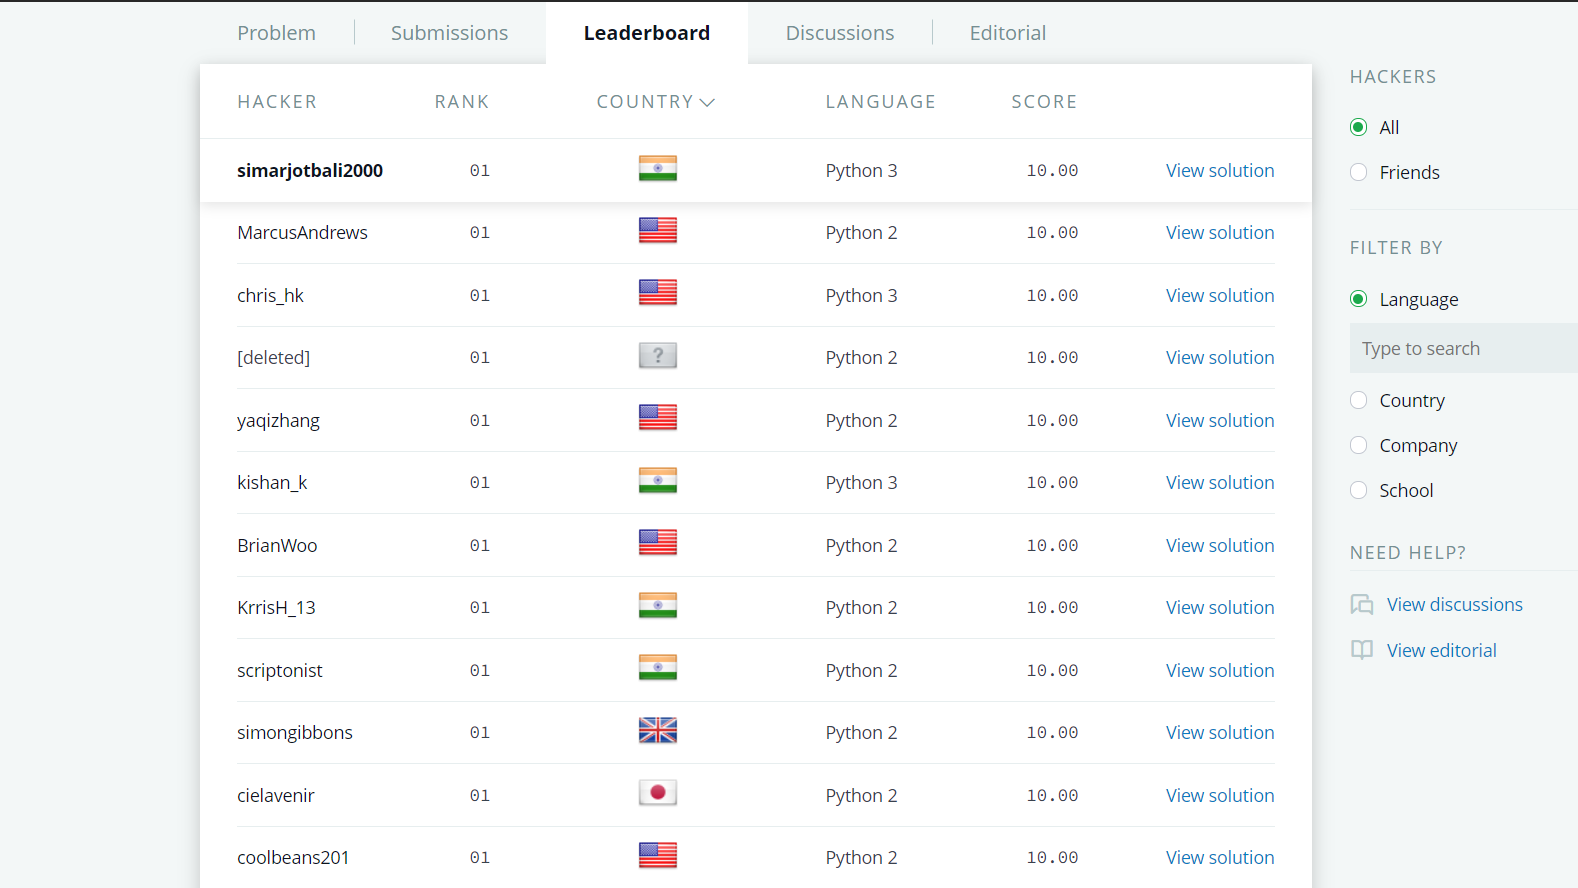 Problem Submissions Leaderboard Discussions Editorial
HACKER RANK COUNTRY LANGUAGE SCORE
simarjotbali2000 01 Python 3 10.00 View solution
MarcusAndrews 01 Python 2 10.00 View solution
chris_hk 01 Python 3 10.00 View solution
[deleted] 01 ? Python 2 10.00 View solution
yaqizhang 01 Python 2 10.00 View solution
kishan_k 01 Python 3 10.00 View solution
BrianWoo 01 Python 2 10.00 View solution
KrrisH_13 01 Python 2 10.00 View solution
scriptonist 01 Python 2 10.00 View solution
simongibbons 01 Python 2 10.00 View solution
cielavenir 01 Python 2 10.00 View solution
coolbeans201 01 Python 2 10.00 View solution
HACKERS
All
Friends
FILTER BY
Language
Type to search
Country
Company
School
NEED HELP?
View discussions
View editorial